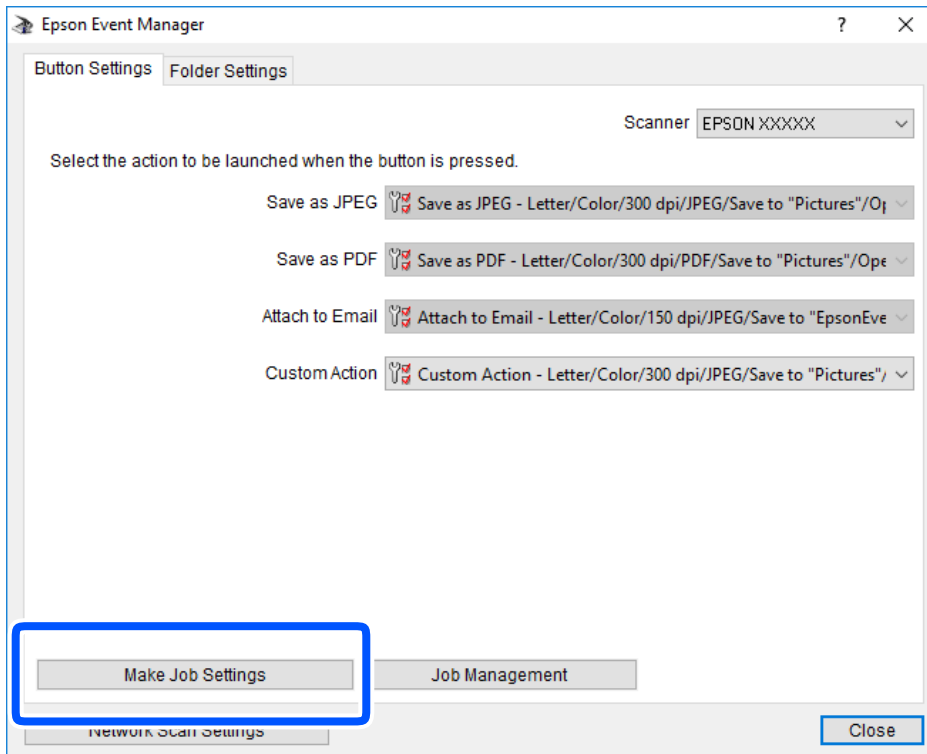 Epson Event Manager
Button Settings
Folder Settings
Scanner
EPSON XXXXX
Select the action to be launched when the button is pressed.
Save as JPEG
Save as JPEG - Letter/Color/300 dpi/JPEG/Save to "Pictures"/Op
Save as PDF
Save as PDF - Letter/Color/300 dpi/PDF/Save to "Pictures"/Ope
Attach to Email
Attach to Email - Letter/Color/150 dpi/JPEG/Save to "EpsonEve
Custom Action
Custom Action - Letter/Color/300 dpi/JPEG/Save to "Pictures"/
Make Job Settings
Job Management
Network Scan Settings
Close